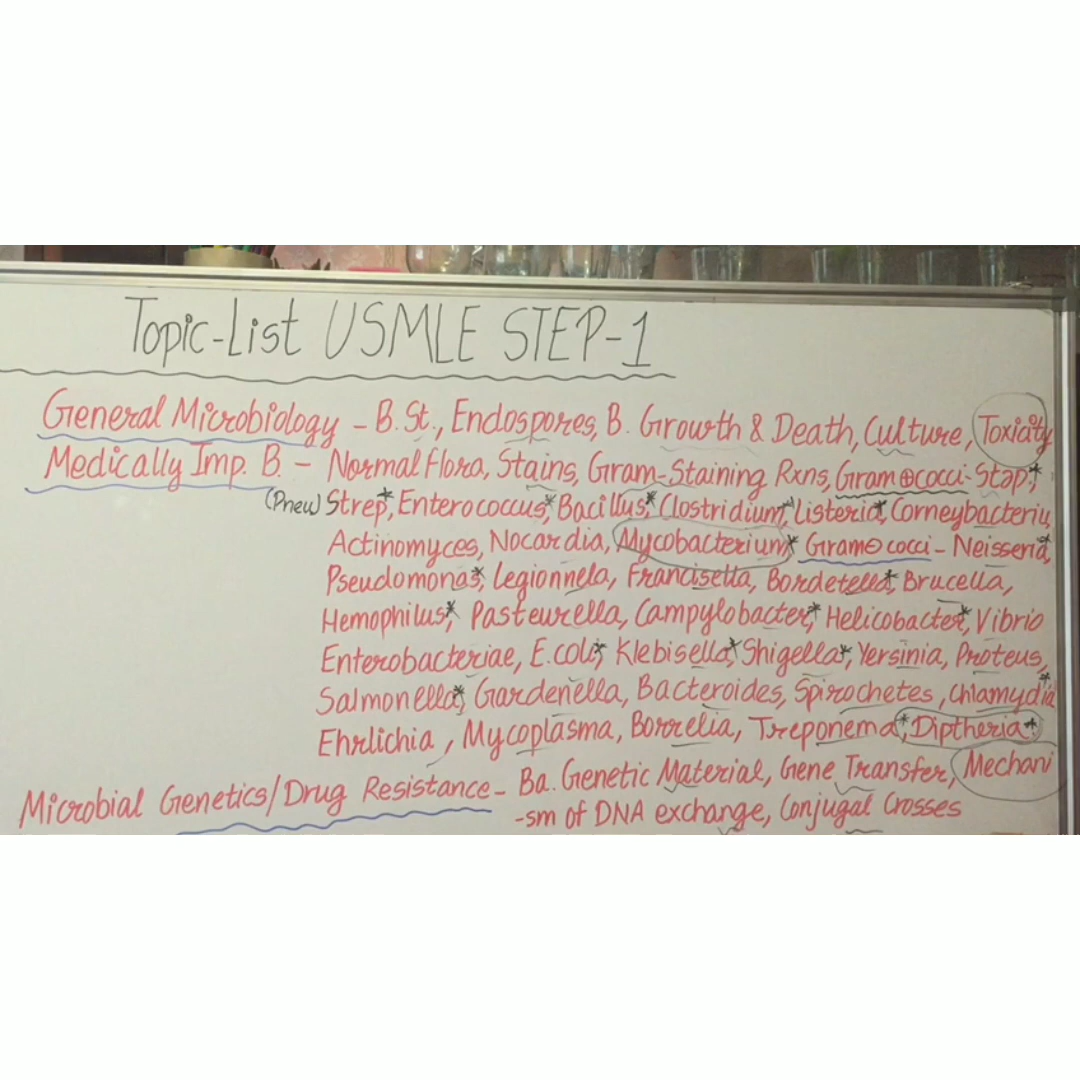 Topic-List USMLE STEP-1
General Microbiology - B. St., Endospores, B. Growth & Death, Culture, Toxicity
Medically Imp. B. - Normal Flora, Stains, Gram-Staining Rxns, Gram⊕cocci-Stap.*,
(Pneu) Strep*, Enterococcus*, Bacillus*, Clostridium*, Listeria*, Corneybacteriu,
Actinomyces, Nocardia, Mycobacterium* Gram⊖cocci - Neisseria*,
Pseudomonas*, Legionnela, Francisella, Bordetella*, Brucella,
Hemophilus*, Pasteurella, Campylobacter*, Helicobacter*, Vibrio
Enterobacteriae, E.coli*, Klebisella*, Shigella*, Yersinia, Proteus,
Salmonella*, Gardenella, Bacteroides, Spirochetes, Chlamydia*
Ehrlichia, Mycoplasma, Borrelia, Treponema*, Diptheria*
Microbial Genetics/Drug Resistance - Ba. Genetic Material, Gene Transfer, Mechani
-sm of DNA exchange, Conjugal Crosses